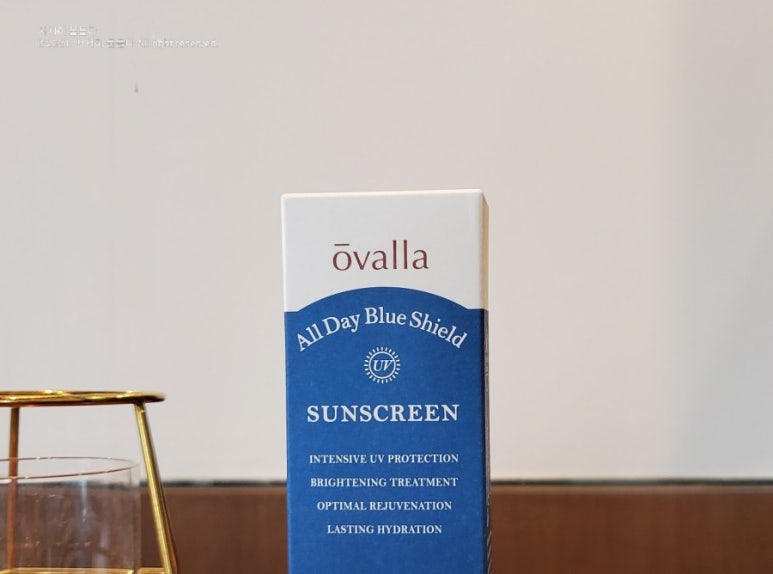 ōvalla
All Day Blue Shield
UV
SUNSCREEN
INTENSIVE UV PROTECTION
BRIGHTENING TREATMENT
OPTIMAL REJUVENATION
LASTING HYDRATION